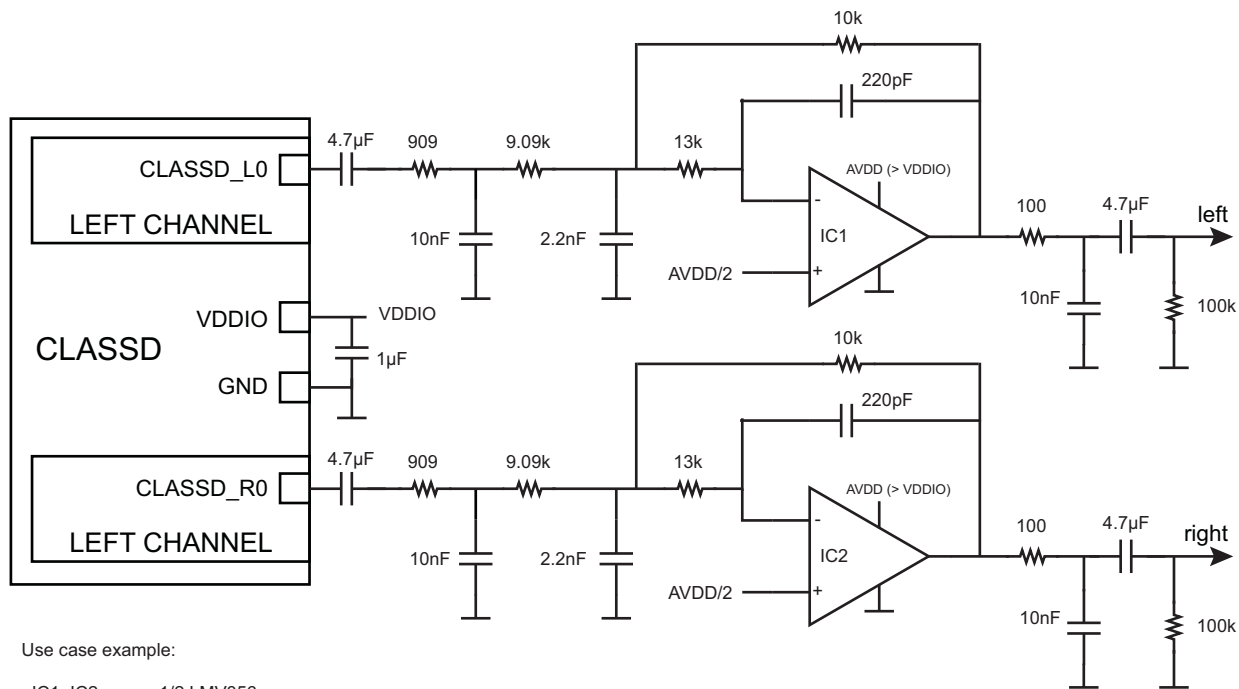 10k
220pF
4.7µF 909 9.09k 13k
CLASSD_L0
AVDD (> VDDIO)
LEFT CHANNEL
-
IC1
+
10nF 2.2nF
AVDD/2
100 4.7µF left
10nF 100k
VDDIO VDDIO
CLASSD
1µF
GND
10k
220pF
4.7µF 909 9.09k 13k
CLASSD_R0
AVDD (> VDDIO)
LEFT CHANNEL
-
IC2
+
10nF 2.2nF
AVDD/2
100 4.7µF right
10nF 100k
Use case example: